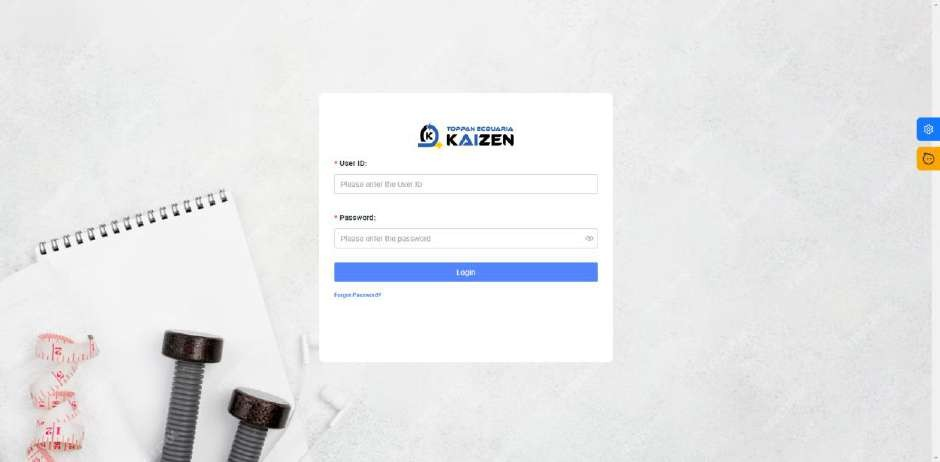 TOPPAN ECQUARIA
KAIZEN
* User ID:
Please enter the User ID
* Password:
Please enter the password
Login
Forgot Password?